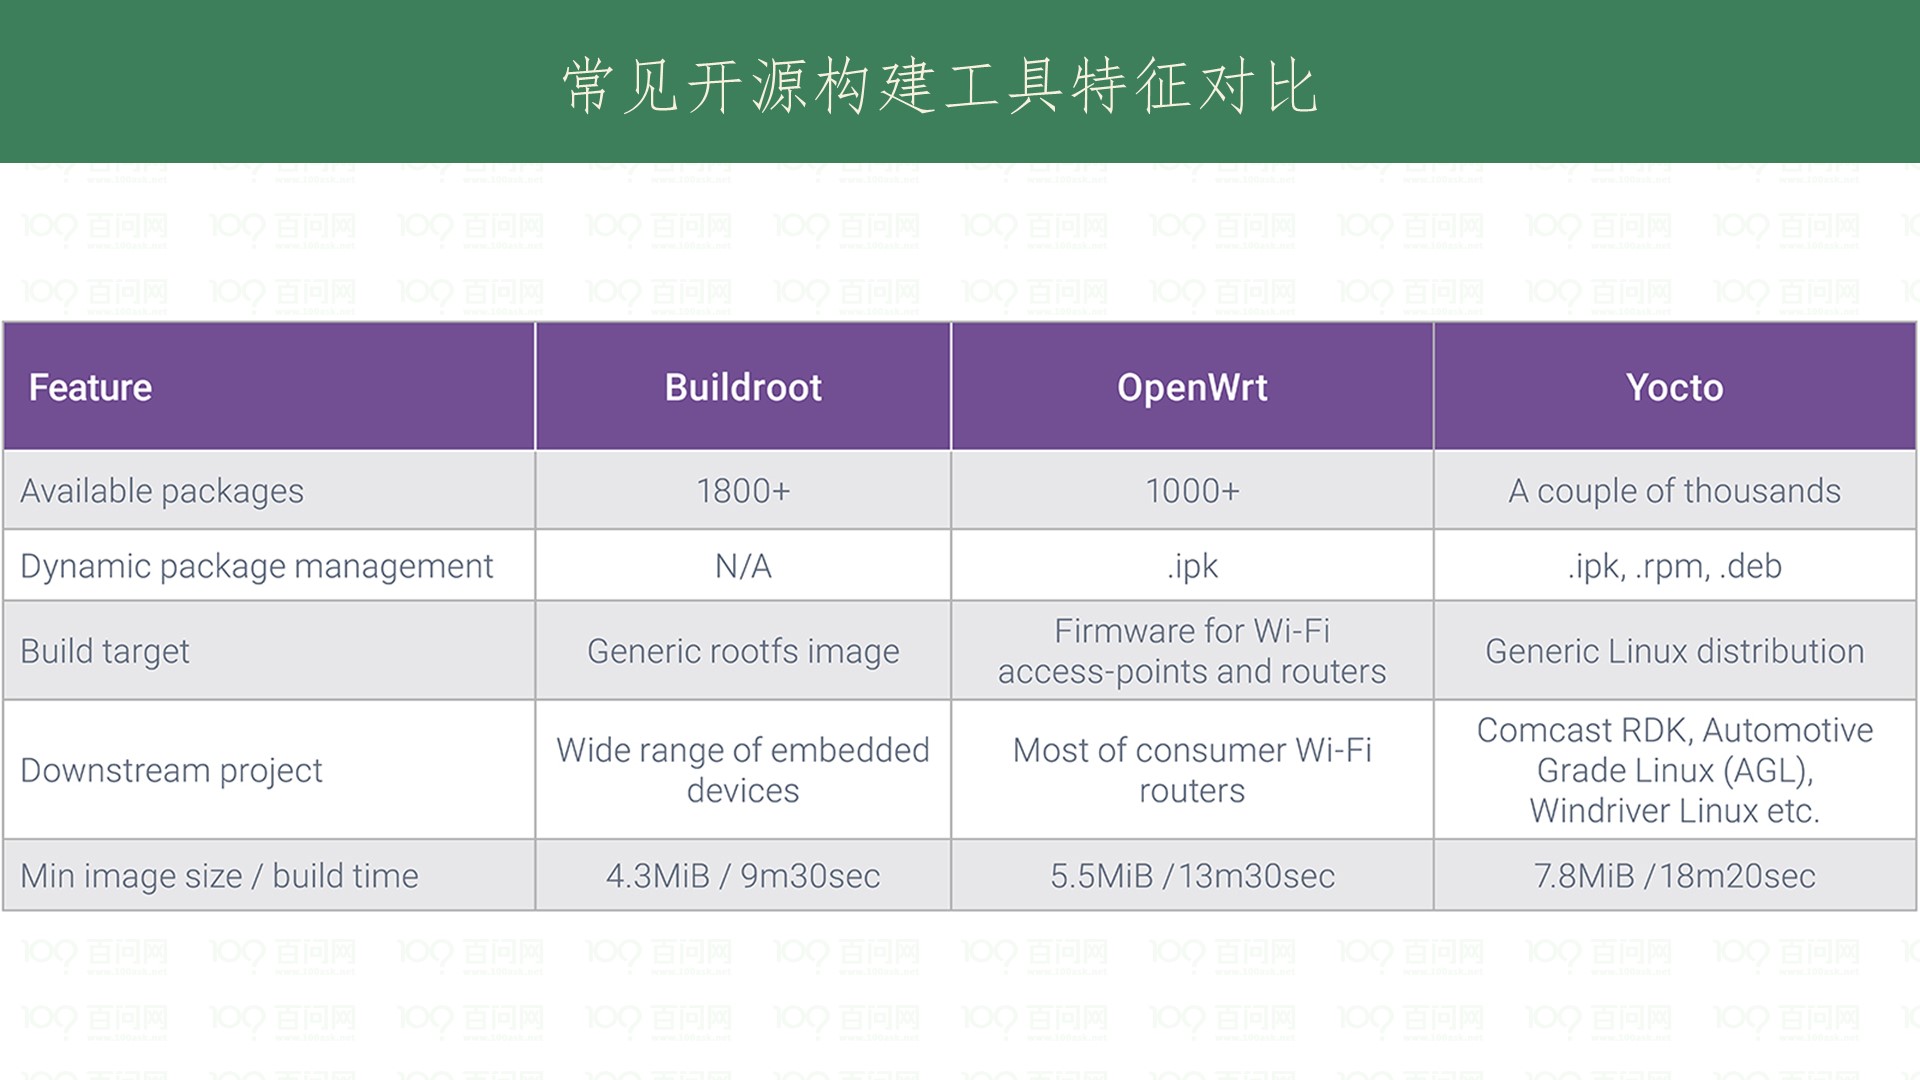 常见开源构建工具特征对比
Feature
Buildroot
OpenWrt
Yocto
Available packages
1800+
1000+
A couple of thousands
Dynamic package management
N/A
.ipk
.ipk, .rpm, .deb
Build target
Generic rootfs image
Firmware for Wi-Fi
access-points and routers
Generic Linux distribution
Downstream project
Wide range of embedded
devices
Most of consumer Wi-Fi
routers
Comcast RDK, Automotive
Grade Linux (AGL),
Windriver Linux etc.
Min image size / build time
4.3MiB / 9m30sec
5.5MiB /13m30sec
7.8MiB /18m20sec
百问网